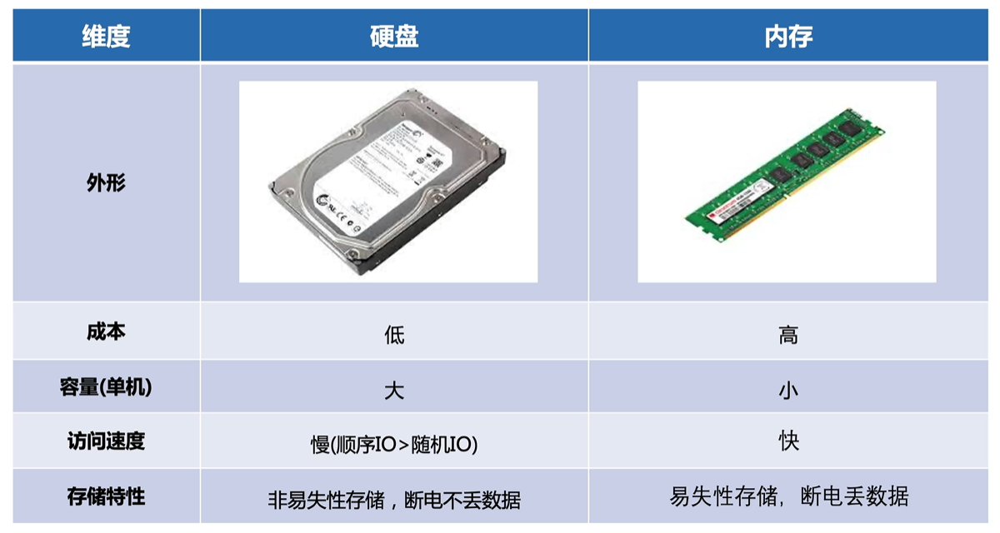 维度 硬盘 内存
外形
成本 低 高
容量(单机) 大 小
访问速度 慢(顺序IO>随机IO) 快
存储特性 非易失性存储，断电不丢数据 易失性存储，断电丢数据